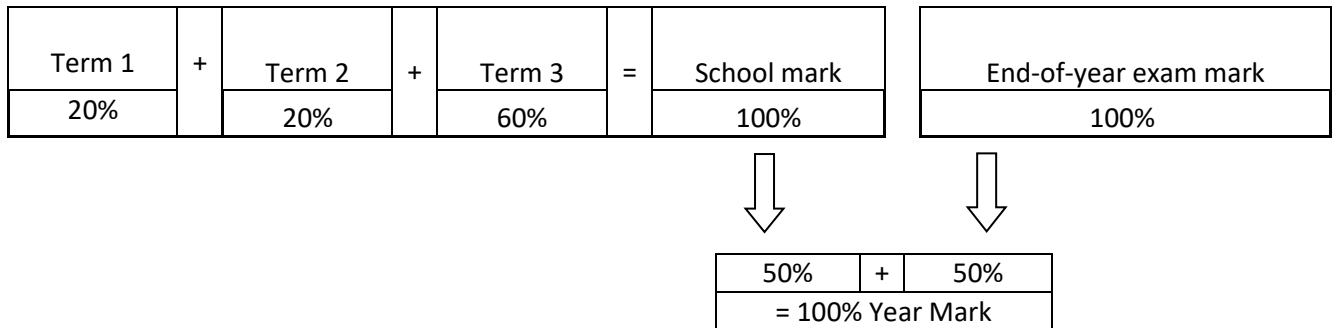 Term 1 + Term 2 + Term 3 = School mark End-of-year exam mark
20% 20% 60% 100% 100%
50% + 50%
= 100% Year Mark